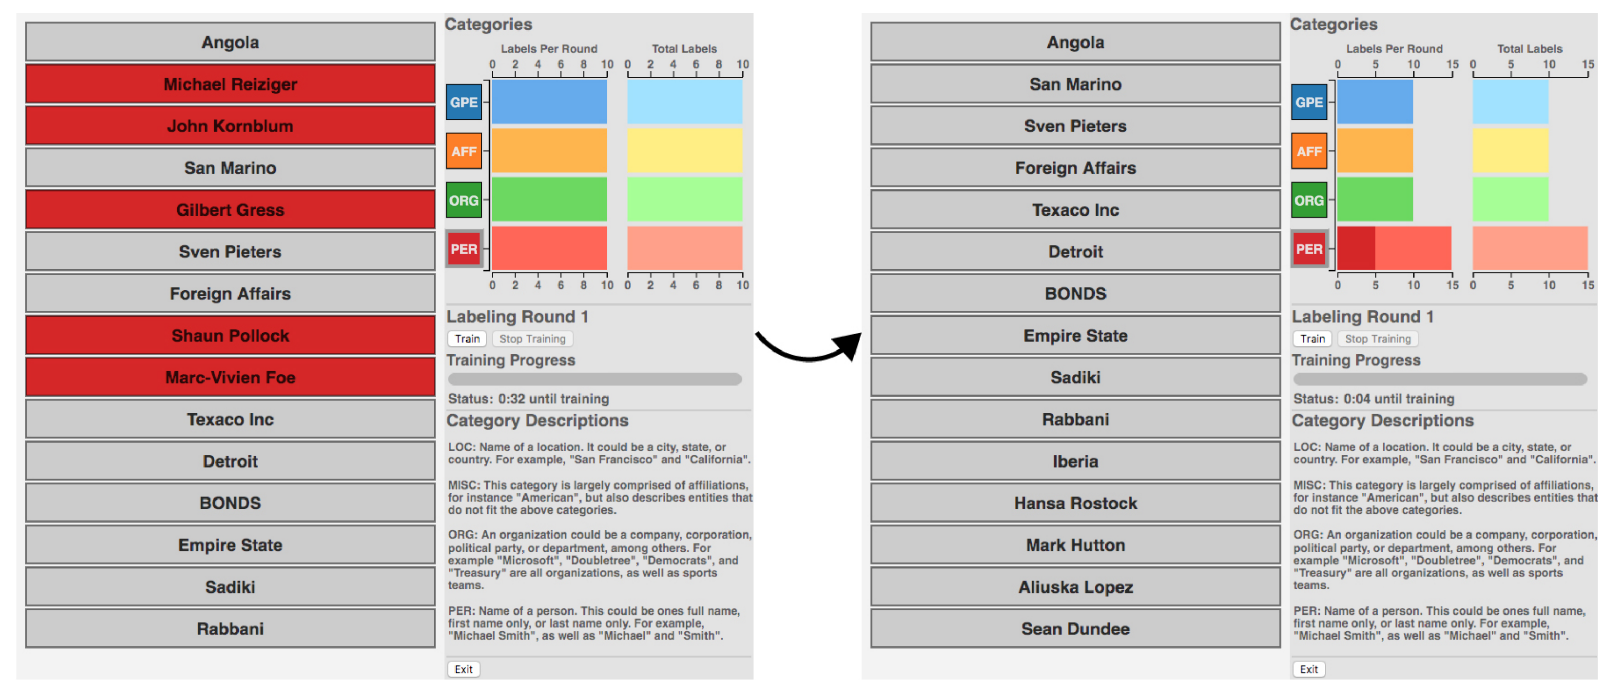 Angola
Michael Reiziger
John Kornblum
San Marino
Gilbert Gress
Sven Pieters
Foreign Affairs
Shaun Pollock
Marc-Vivien Foe
Texaco Inc
Detroit
BONDS
Empire State
Sadiki
Rabbani
Categories
Labels Per Round Total Labels
0 2 4 6 8 10 0 2 4 6 8 10
GPE
AFF
ORG
PER
0 2 4 6 8 10 0 2 4 6 8 10
Labeling Round 1
Train Stop Training
Training Progress
Status: 0:32 until training
Category Descriptions
LOC: Name of a location. It could be a city, state, or
country. For example, "San Francisco" and "California".
MISC: This category is largely comprised of affiliations,
for instance "American", but also describes entities that
do not fit the above categories.
ORG: An organization could be a company, corporation,
political party, or department, among others. For
example "Microsoft", "Doubletree", "Democrats", and
"Treasury" are all organizations, as well as sports
teams.
PER: Name of a person. This could be ones full name,
first name only, or last name only. For example,
"Michael Smith", as well as "Michael" and "Smith".
Exit
Angola
San Marino
Sven Pieters
Foreign Affairs
Texaco Inc
Detroit
BONDS
Empire State
Sadiki
Rabbani
Iberia
Hansa Rostock
Mark Hutton
Aliuska Lopez
Sean Dundee
Categories
Labels Per Round Total Labels
0 5 10 15 0 5 10 15
GPE
AFF
ORG
PER
0 5 10 15 0 5 10 15
Labeling Round 1
Train Stop Training
Training Progress
Status: 0:04 until training
Category Descriptions
LOC: Name of a location. It could be a city, state, or
country. For example, "San Francisco" and "California".
MISC: This category is largely comprised of affiliations,
for instance "American", but also describes entities that
do not fit the above categories.
ORG: An organization could be a company, corporation,
political party, or department, among others. For
example "Microsoft", "Doubletree", "Democrats", and
"Treasury" are all organizations, as well as sports
teams.
PER: Name of a person. This could be ones full name,
first name only, or last name only. For example,
"Michael Smith", as well as "Michael" and "Smith".
Exit